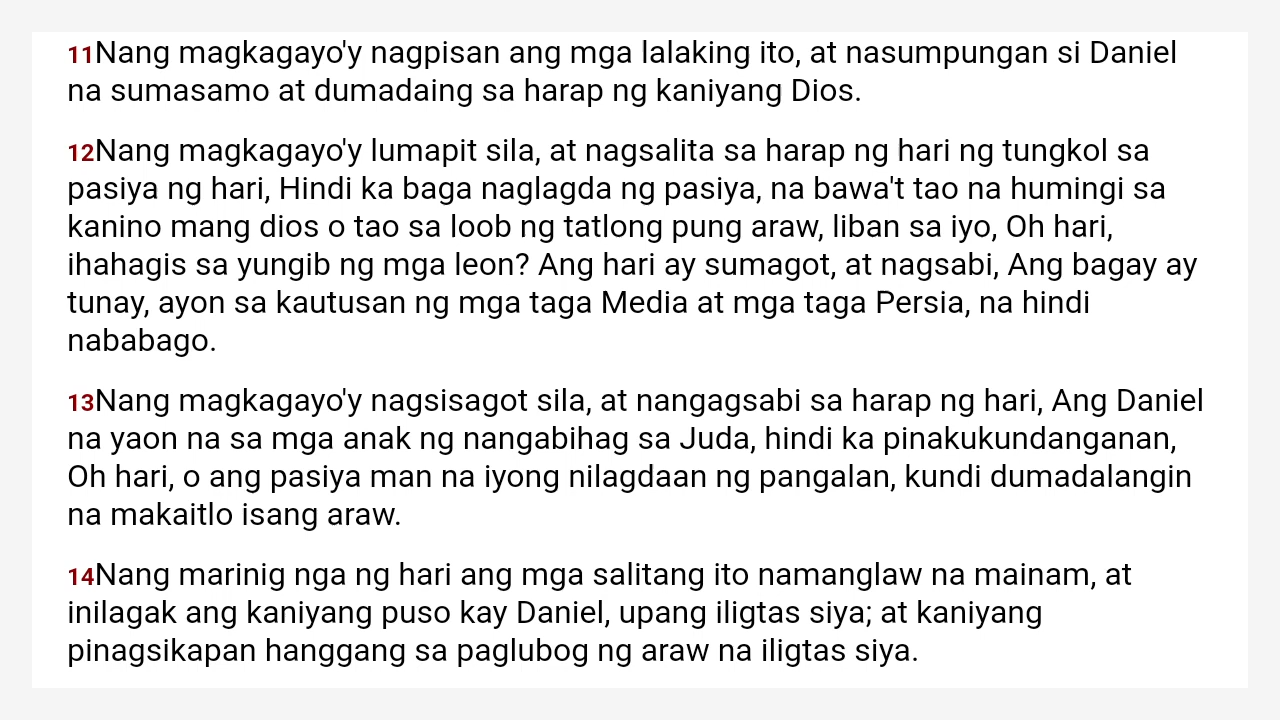 11Nang magkagayo'y nagpisan ang mga lalaking ito, at nasumpungan si Daniel
na sumasamo at dumadaing sa harap ng kaniyang Dios.
12Nang magkagayo'y lumapit sila, at nagsalita sa harap ng hari ng tungkol sa
pasiya ng hari, Hindi ka baga naglagda ng pasiya, na bawa't tao na humingi sa
kanino mang dios o tao sa loob ng tatlong pung araw, liban sa iyo, Oh hari,
ihahagis sa yungib ng mga leon? Ang hari ay sumagot, at nagsabi, Ang bagay ay
tunay, ayon sa kautusan ng mga taga Media at mga taga Persia, na hindi
nababago.
13Nang magkagayo'y nagsisagot sila, at nangagsabi sa harap ng hari, Ang Daniel
na yaon na sa mga anak ng nangabihag sa Juda, hindi ka pinakukundanganan,
Oh hari, o ang pasiya man na iyong nilagdaan ng pangalan, kundi dumadalangin
na makaitlo isang araw.
14Nang marinig nga ng hari ang mga salitang ito namanglaw na mainam, at
inilagak ang kaniyang puso kay Daniel, upang iligtas siya; at kaniyang
pinagsikapan hanggang sa paglubog ng araw na iligtas siya.